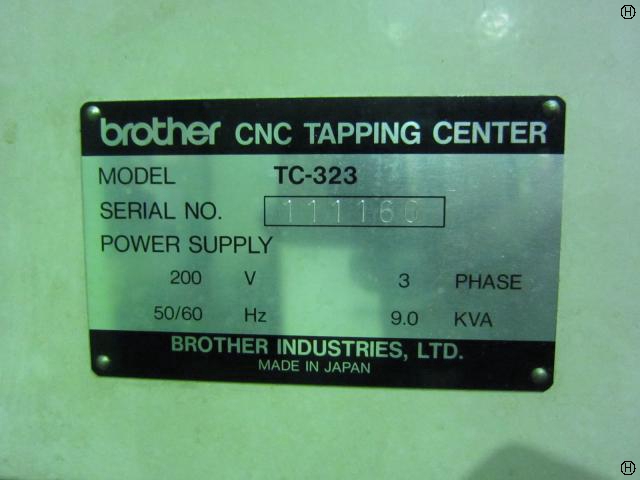 H
brother CNC TAPPING CENTER
MODEL TC-323
SERIAL NO. 111160
POWER SUPPLY
200 V 3 PHASE
50/60 Hz 9.0 KVA
BROTHER INDUSTRIES, LTD.
MADE IN JAPAN
H